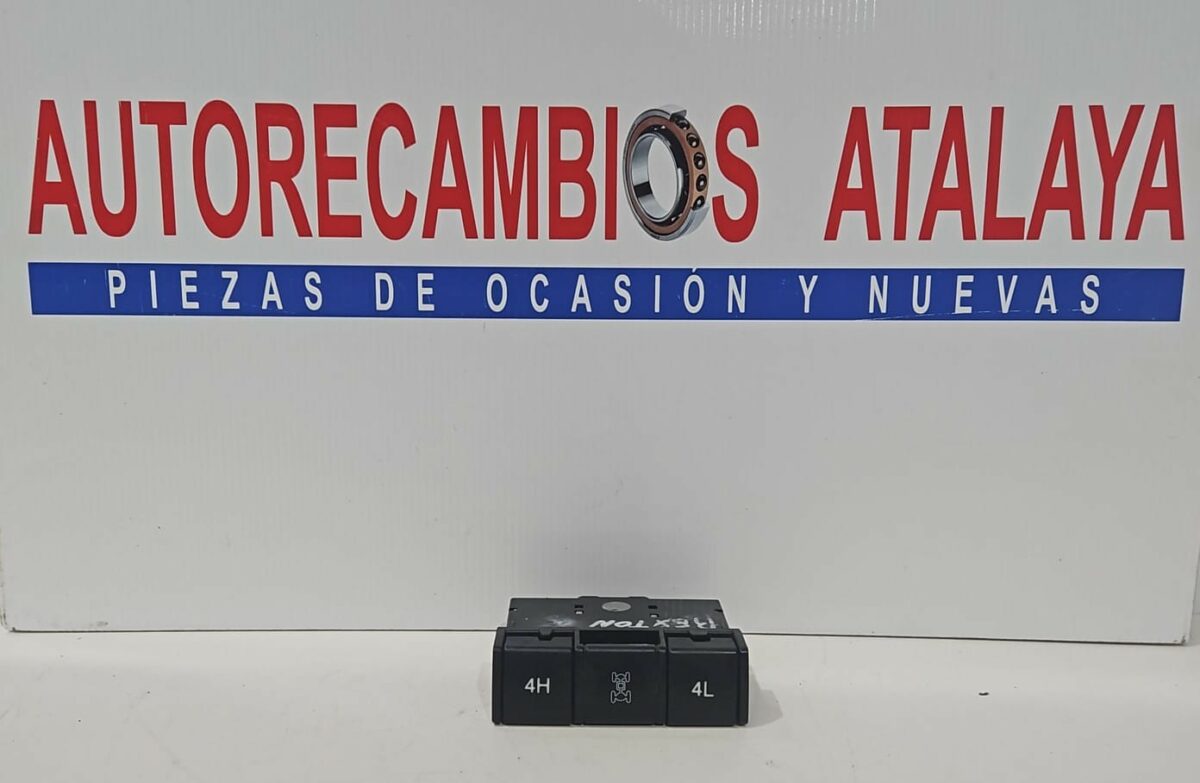 AUTORECAMBIOS ATALAYA
PIEZAS DE OCASIÓN Y NUEVAS
REXTON
4H 4L